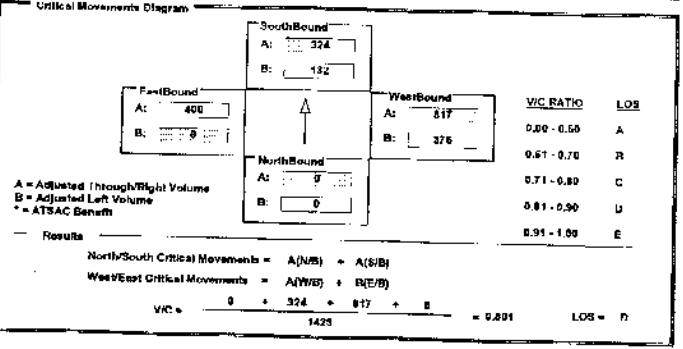 Critical Movements Diagram
SouthBound
A: 324
B: 132
EastBound
A: 400
B: 0
WestBound
A: 817
B: 376
NorthBound
A: 0
B: 0
V/C RATIO LOS
0.00 - 0.60 A
0.61 - 0.70 B
0.71 - 0.80 C
0.81 - 0.90 D
0.91 - 1.00 E
A = Adjusted Through/Right Volume
B = Adjusted Left Volume
* = ATSAC Benefit
Results
North/South Critical Movements = A(N/B) + A(S/B)
West/East Critical Movements = A(W/B) + B(E/B)
V/C = 0 + 324 + 817 + 0
1425 = 0.801 LOS = D